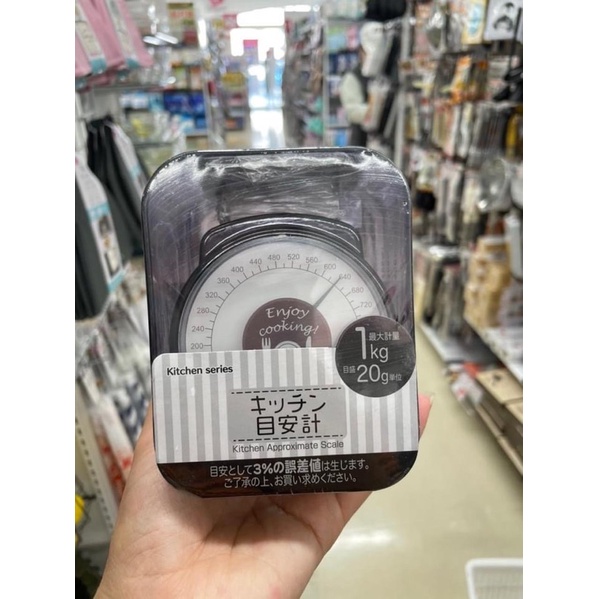 200
240
280
320
360
400
440
480
520
560
600
640
680
720
Enjoy
cooking!
最大計量
1kg
目盛20g単位
Kitchen series
キッチン
目安計
Kitchen Approximate Scale
目安として3%の誤差値は生じます。
ご了承の上、お買い求めください。